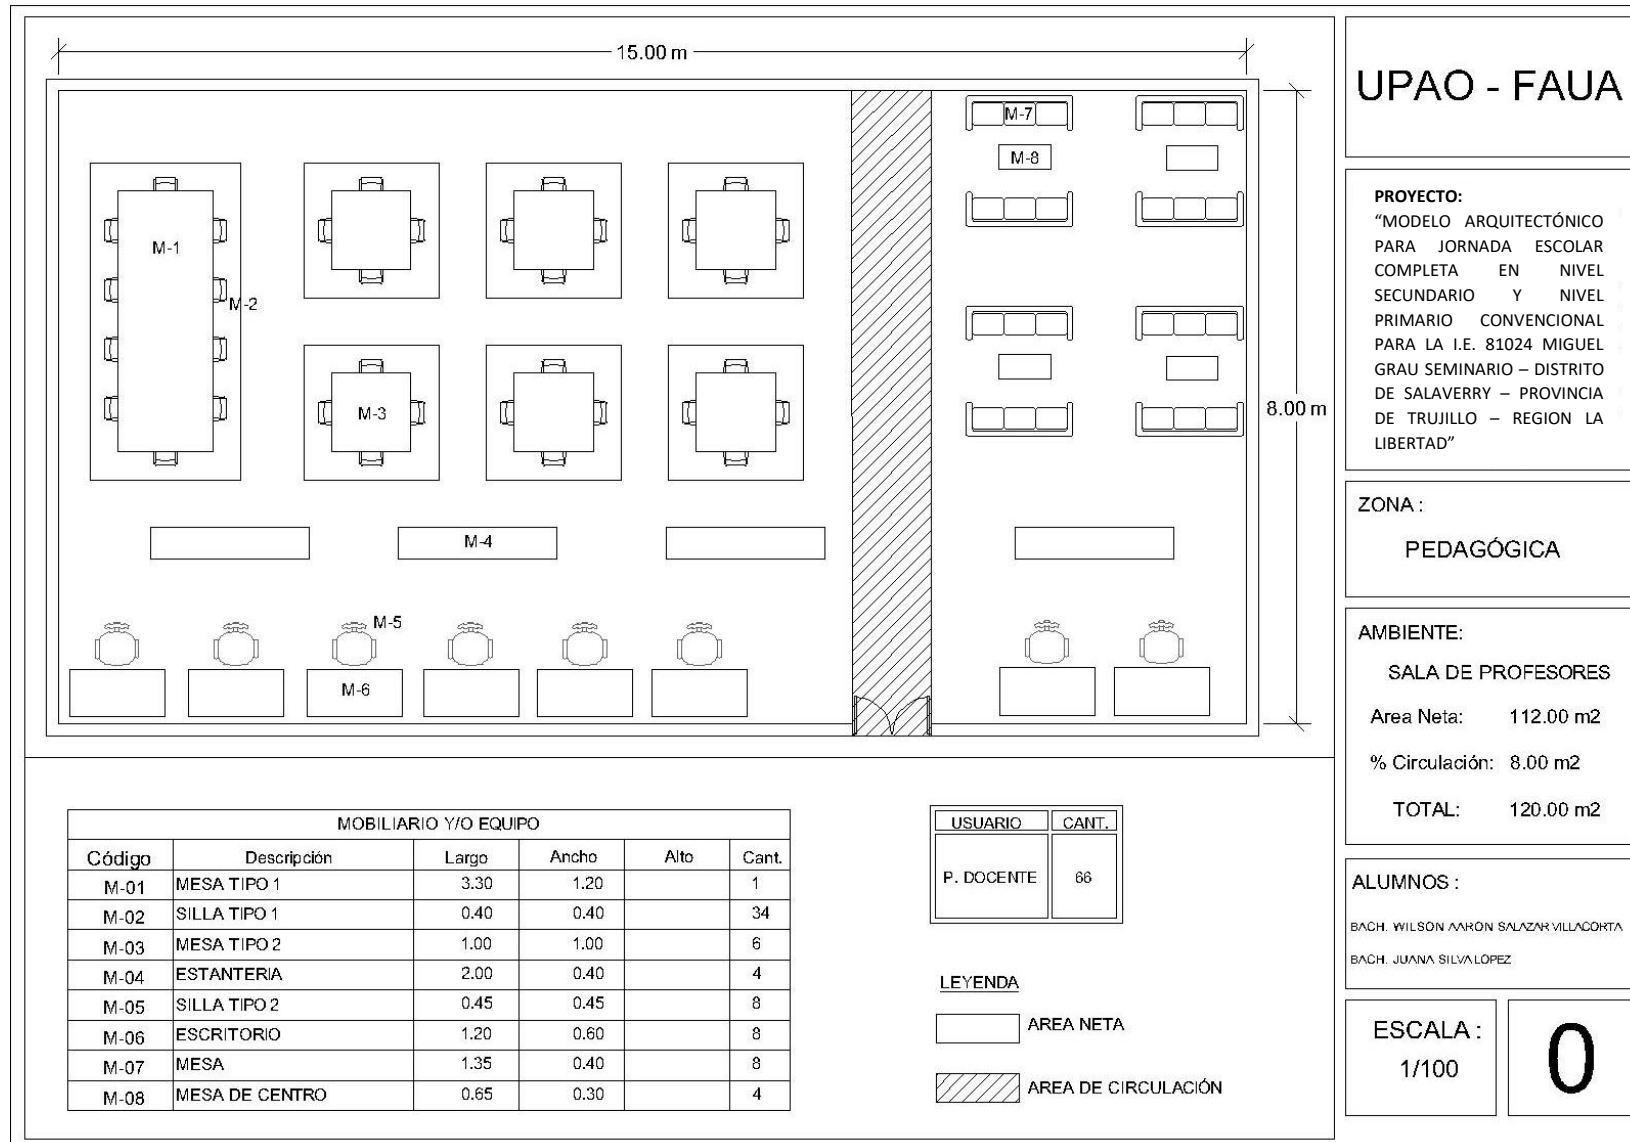 15.00 m
8.00 m
M-1
M-2
M-3
M-4
M-5
M-6
M-7
M-8
UPAO - FAUA
PROYECTO:
“MODELO ARQUITECTÓNICO
PARA JORNADA ESCOLAR
COMPLETA EN NIVEL
SECUNDARIO Y NIVEL
PRIMARIO CONVENCIONAL
PARA LA I.E. 81024 MIGUEL
GRAU SEMINARIO – DISTRITO
DE SALAVERRY – PROVINCIA
DE TRUJILLO – REGION LA
LIBERTAD”
ZONA :
PEDAGÓGICA
AMBIENTE:
SALA DE PROFESORES
Area Neta: 112.00 m2
% Circulación: 8.00 m2
TOTAL: 120.00 m2
ALUMNOS :
BACH. WILSON AARON SALAZAR VILLACORTA
BACH. JUANA SILVA LOPEZ
ESCALA :
1/100
0
MOBILIARIO Y/O EQUIPO
Código Descripción Largo Ancho Alto Cant.
M-01 MESA TIPO 1 3.30 1.20 1
M-02 SILLA TIPO 1 0.40 0.40 34
M-03 MESA TIPO 2 1.00 1.00 6
M-04 ESTANTERIA 2.00 0.40 4
M-05 SILLA TIPO 2 0.45 0.45 8
M-06 ESCRITORIO 1.20 0.60 8
M-07 MESA 1.35 0.40 8
M-08 MESA DE CENTRO 0.65 0.30 4
USUARIO CANT.
P. DOCENTE 66
LEYENDA
AREA NETA
AREA DE CIRCULACIÓN